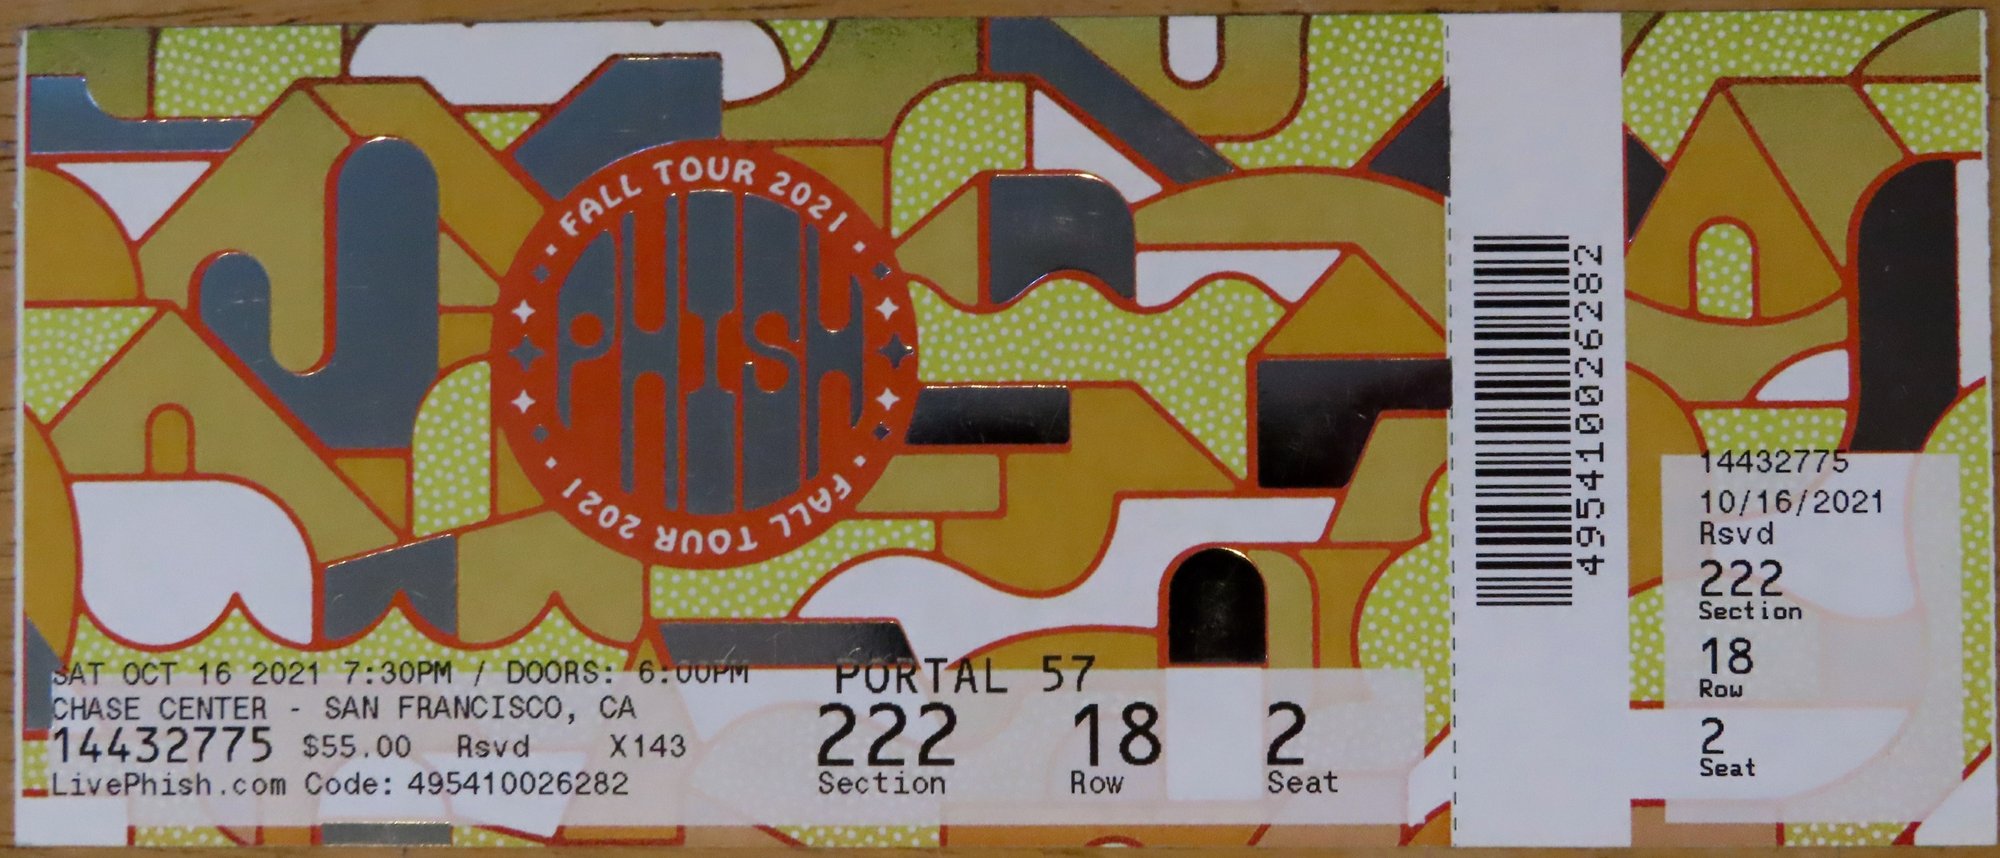 FALL TOUR 2021
PHISH
FALL TOUR 2021
SAT OCT 16 2021 7:30PM / DOORS: 6:00PM
CHASE CENTER - SAN FRANCISCO, CA
14432775 $55.00 Rsvd X143
LivePhish.com Code: 495410026282
PORTAL 57
222 18 2
Section Row Seat
495410026282
14432775
10/16/2021
Rsvd
222
Section
18
Row
2
Seat